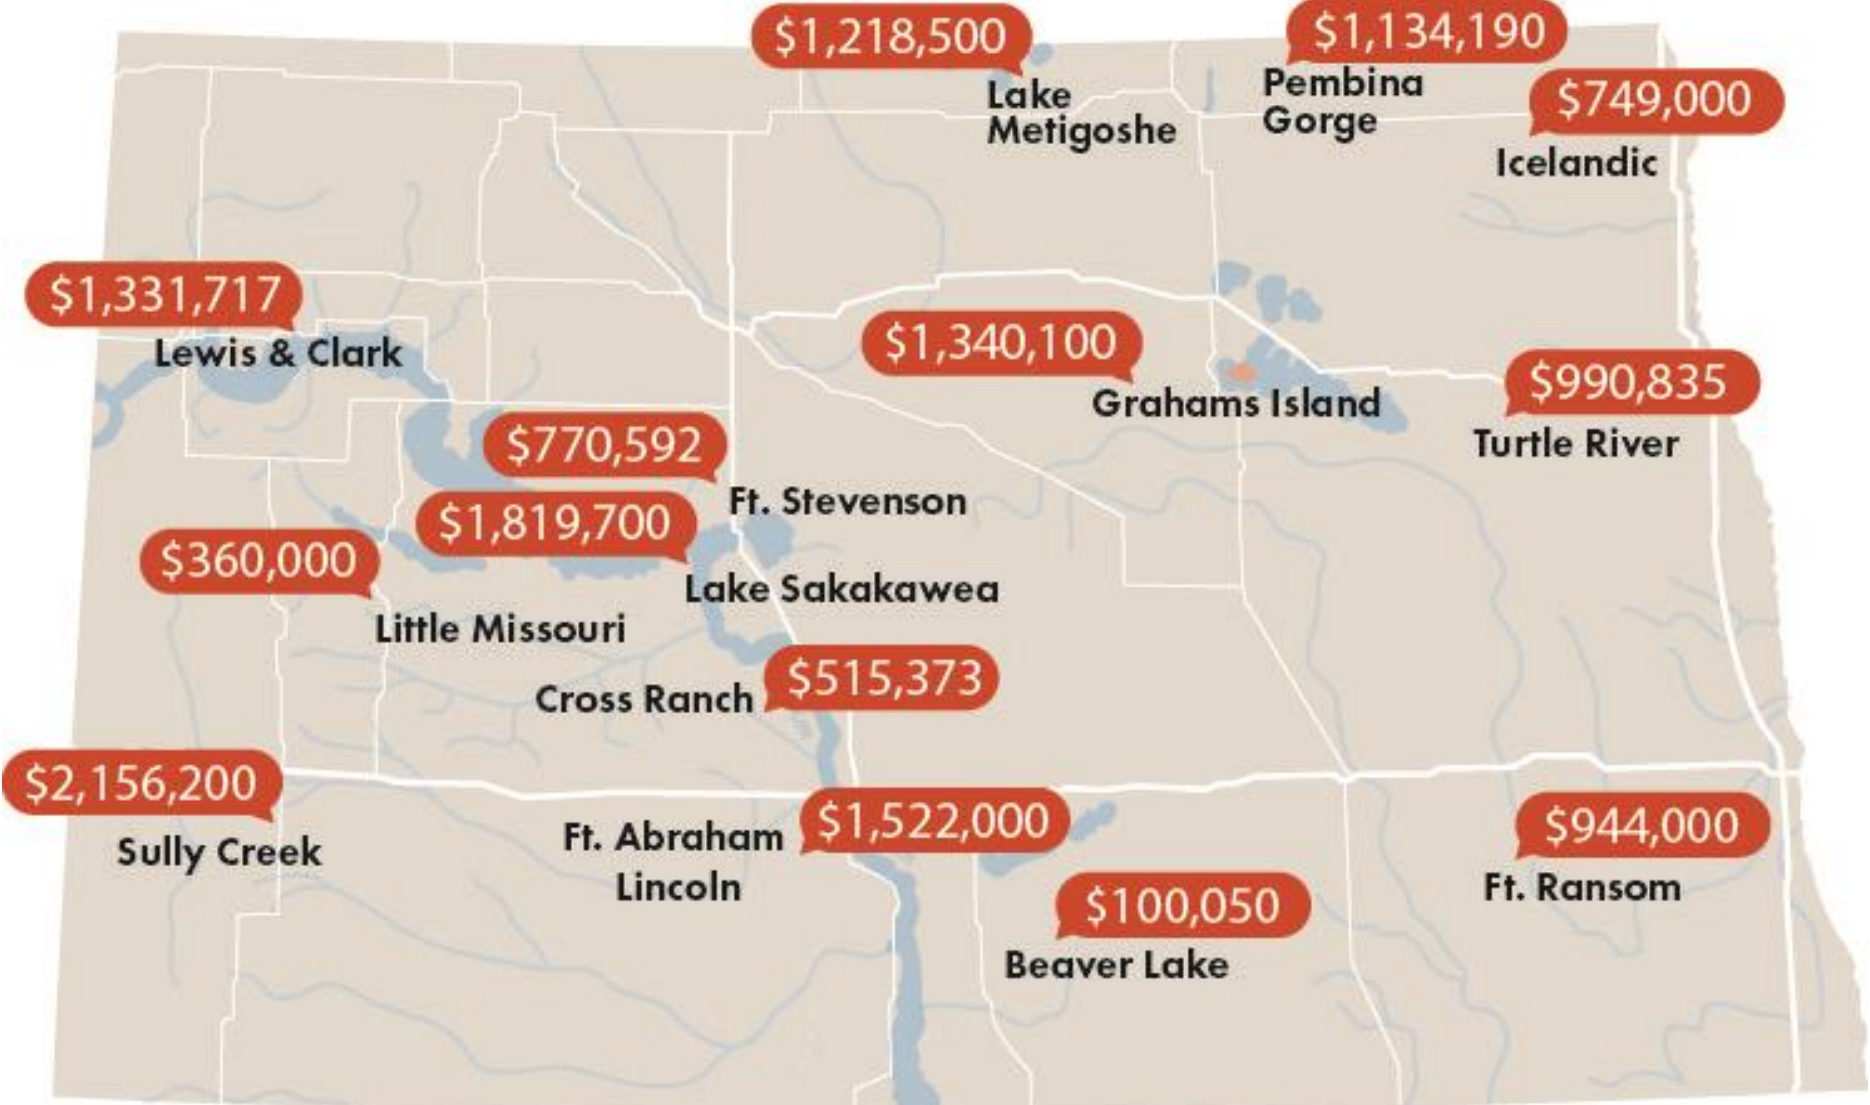 $1,218,500
Lake
Metigoshe
$1,134,190
Pembina
Gorge
$749,000
Icelandic
$1,331,717
Lewis & Clark
$1,340,100
Grahams Island
$990,835
Turtle River
$770,592
Ft. Stevenson
$1,819,700
Lake Sakakawea
$360,000
Little Missouri
Cross Ranch
$515,373
$2,156,200
Sully Creek
Ft. Abraham
Lincoln
$1,522,000
$100,050
Beaver Lake
$944,000
Ft. Ransom